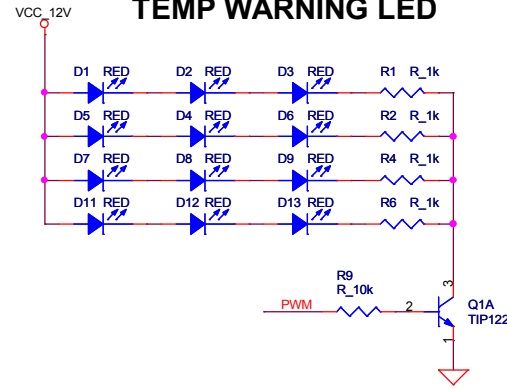 TEMP WARNING LED
VCC_12V
D1 RED D2 RED D3 RED R1 R_1k
D5 RED D4 RED D6 RED R2 R_1k
D7 RED D8 RED D9 RED R4 R_1k
D11 RED D12 RED D13 RED R6 R_1k
R9
R_10k
PWM
2
3
1
Q1A
TIP122